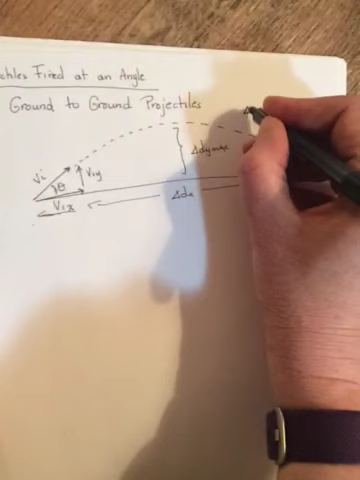 ctiles Fired at an Angle
Ground to Ground Projectiles
Vi
θ
Viy
Δdymax
Vix
Δdx